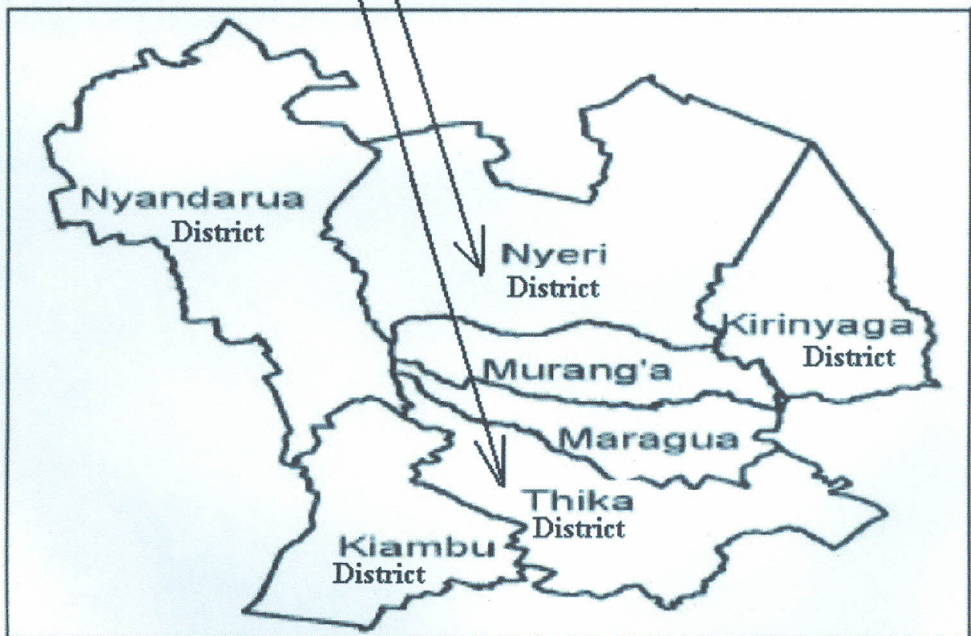 Nyandarua
District
Nyeri
District
Kirinyaga
District
Murang'a
Maragua
Thika
District
Kiambu
District